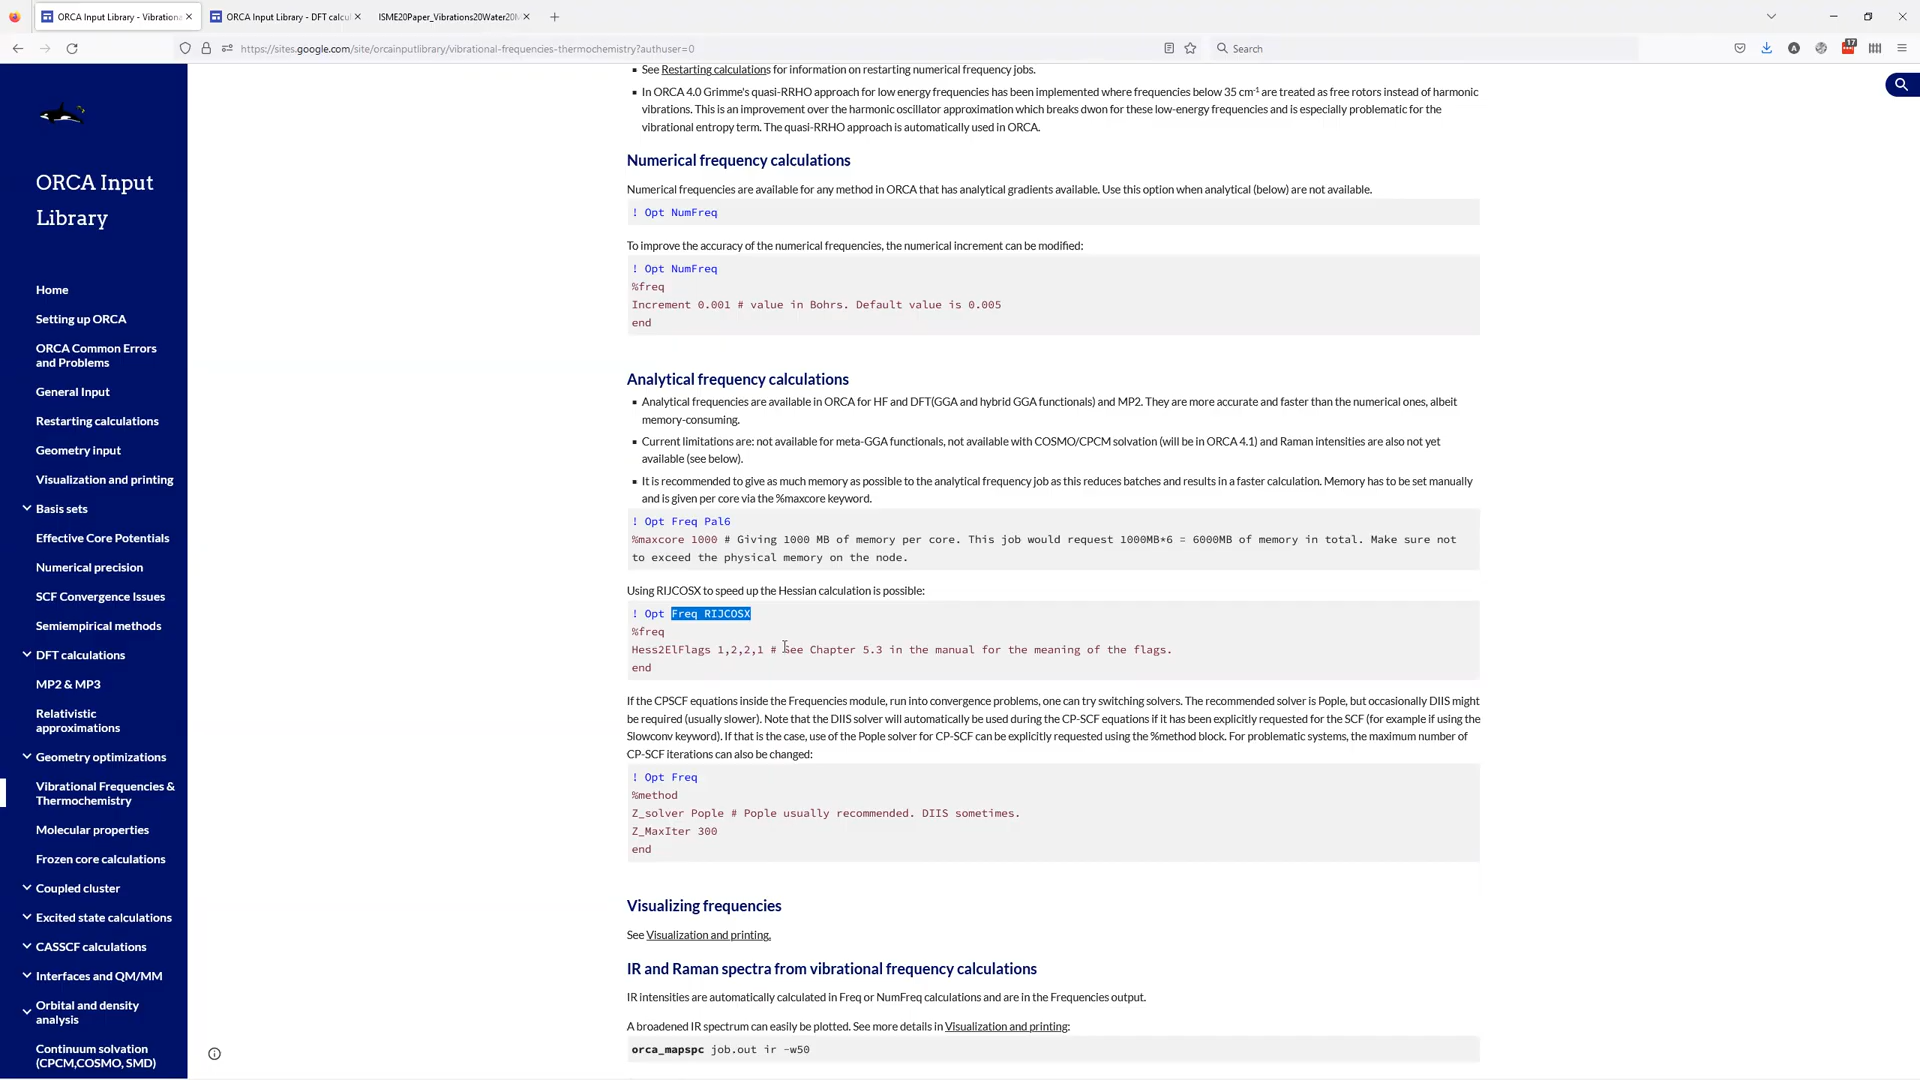 ORCA Input Library - Vibrationa
ORCA Input Library - DFT calcul
ISME20Paper_Vibrations20Water20M
https://sites.google.com/site/orcainputlibrary/vibrational-frequencies-thermochemistry?authuser=0
Search
17
ORCA Input
Library
Home
Setting up ORCA
ORCA Common Errors
and Problems
General Input
Restarting calculations
Geometry input
Visualization and printing
Basis sets
Effective Core Potentials
Numerical precision
SCF Convergence Issues
Semiempirical methods
DFT calculations
MP2 & MP3
Relativistic
approximations
Geometry optimizations
Vibrational Frequencies &
Thermochemistry
Molecular properties
Frozen core calculations
Coupled cluster
Excited state calculations
CASSCF calculations
Interfaces and QM/MM
Orbital and density
analysis
Continuum solvation
(CPCM,COSMO, SMD)
▪ See Restarting calculations for information on restarting numerical frequency jobs.
▪ In ORCA 4.0 Grimme's quasi-RRHO approach for low energy frequencies has been implemented where frequencies below 35 cm-1 are treated as free rotors instead of harmonic
vibrations. This is an improvement over the harmonic oscillator approximation which breaks dwon for these low-energy frequencies and is especially problematic for the
vibrational entropy term. The quasi-RRHO approach is automatically used in ORCA.
Numerical frequency calculations
Numerical frequencies are available for any method in ORCA that has analytical gradients available. Use this option when analytical (below) are not available.
! Opt NumFreq
To improve the accuracy of the numerical frequencies, the numerical increment can be modified:
! Opt NumFreq
%freq
Increment 0.001 # value in Bohrs. Default value is 0.005
end
Analytical frequency calculations
▪ Analytical frequencies are available in ORCA for HF and DFT(GGA and hybrid GGA functionals) and MP2. They are more accurate and faster than the numerical ones, albeit
memory-consuming.
▪ Current limitations are: not available for meta-GGA functionals, not available with COSMO/CPCM solvation (will be in ORCA 4.1) and Raman intensities are also not yet
available (see below).
▪ It is recommended to give as much memory as possible to the analytical frequency job as this reduces batches and results in a faster calculation. Memory has to be set manually
and is given per core via the %maxcore keyword.
! Opt Freq Pal6
%maxcore 1000 # Giving 1000 MB of memory per core. This job would request 1000MB*6 = 6000MB of memory in total. Make sure not
to exceed the physical memory on the node.
Using RIJCOSX to speed up the Hessian calculation is possible:
! Opt Freq RIJCOSX
%freq
Hess2ElFlags 1,2,2,1 # See Chapter 5.3 in the manual for the meaning of the flags.
end
If the CPSCF equations inside the Frequencies module, run into convergence problems, one can try switching solvers. The recommended solver is Pople, but occasionally DIIS might
be required (usually slower). Note that the DIIS solver will automatically be used during the CP-SCF equations if it has been explicitly requested for the SCF (for example if using the
Slowconv keyword). If that is the case, use of the Pople solver for CP-SCF can be explicitly requested using the %method block. For problematic systems, the maximum number of
CP-SCF iterations can also be changed:
! Opt Freq
%method
Z_solver Pople # Pople usually recommended. DIIS sometimes.
Z_MaxIter 300
end
Visualizing frequencies
See Visualization and printing.
IR and Raman spectra from vibrational frequency calculations
IR intensities are automatically calculated in Freq or NumFreq calculations and are in the Frequencies output.
A broadened IR spectrum can easily be plotted. See more details in Visualization and printing:
orca_mapspc job.out ir -w50